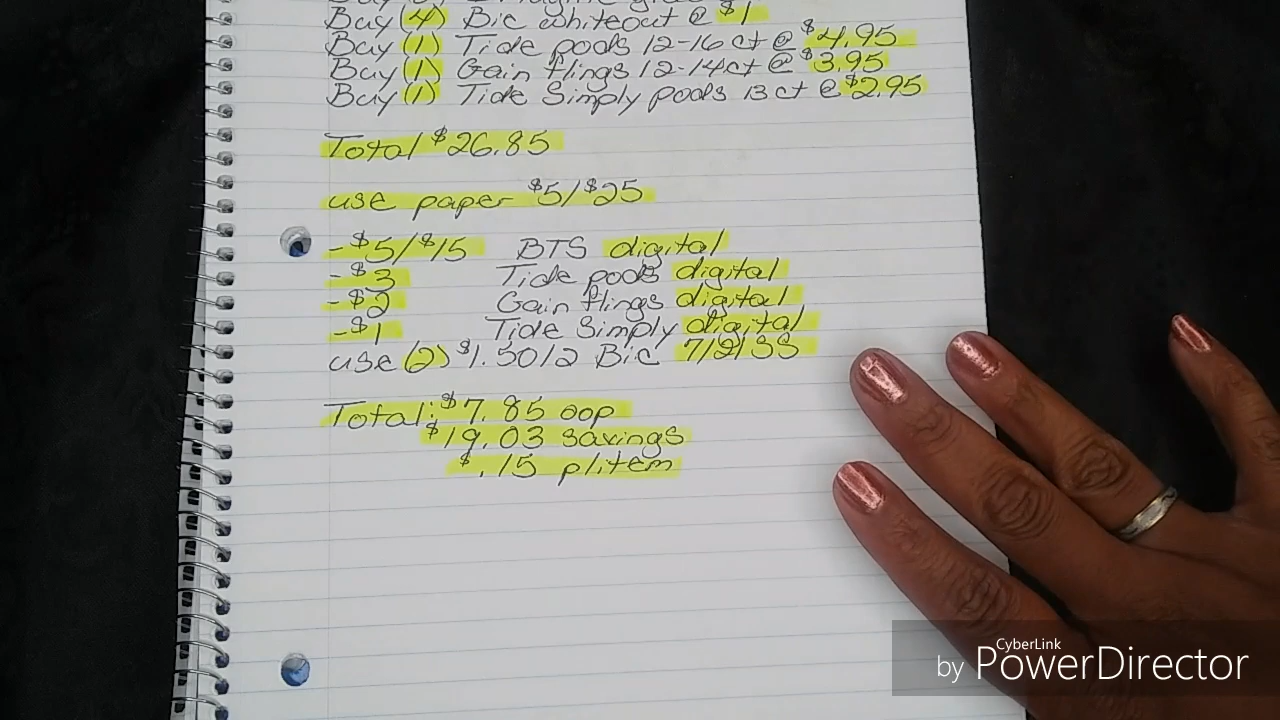 Buy (4) Bic whiteout @ $1
Buy (1) Tide pods 12-16 ct @ $4.95
Buy (1) Gain flings 12-14ct @ $3.95
Buy (1) Tide Simply pods 13 ct @ $2.95
Total $26.85
use paper $5/$25
-$5/$15 BTS digital
-$3 Tide pods digital
-$2 Gain flings digital
-$1 Tide Simply digital
use (2) $1.50/2 Bic 7/2/SS
Total: $7.85 oop
$19.03 savings
$.15 p/item
CyberLink
by PowerDirector